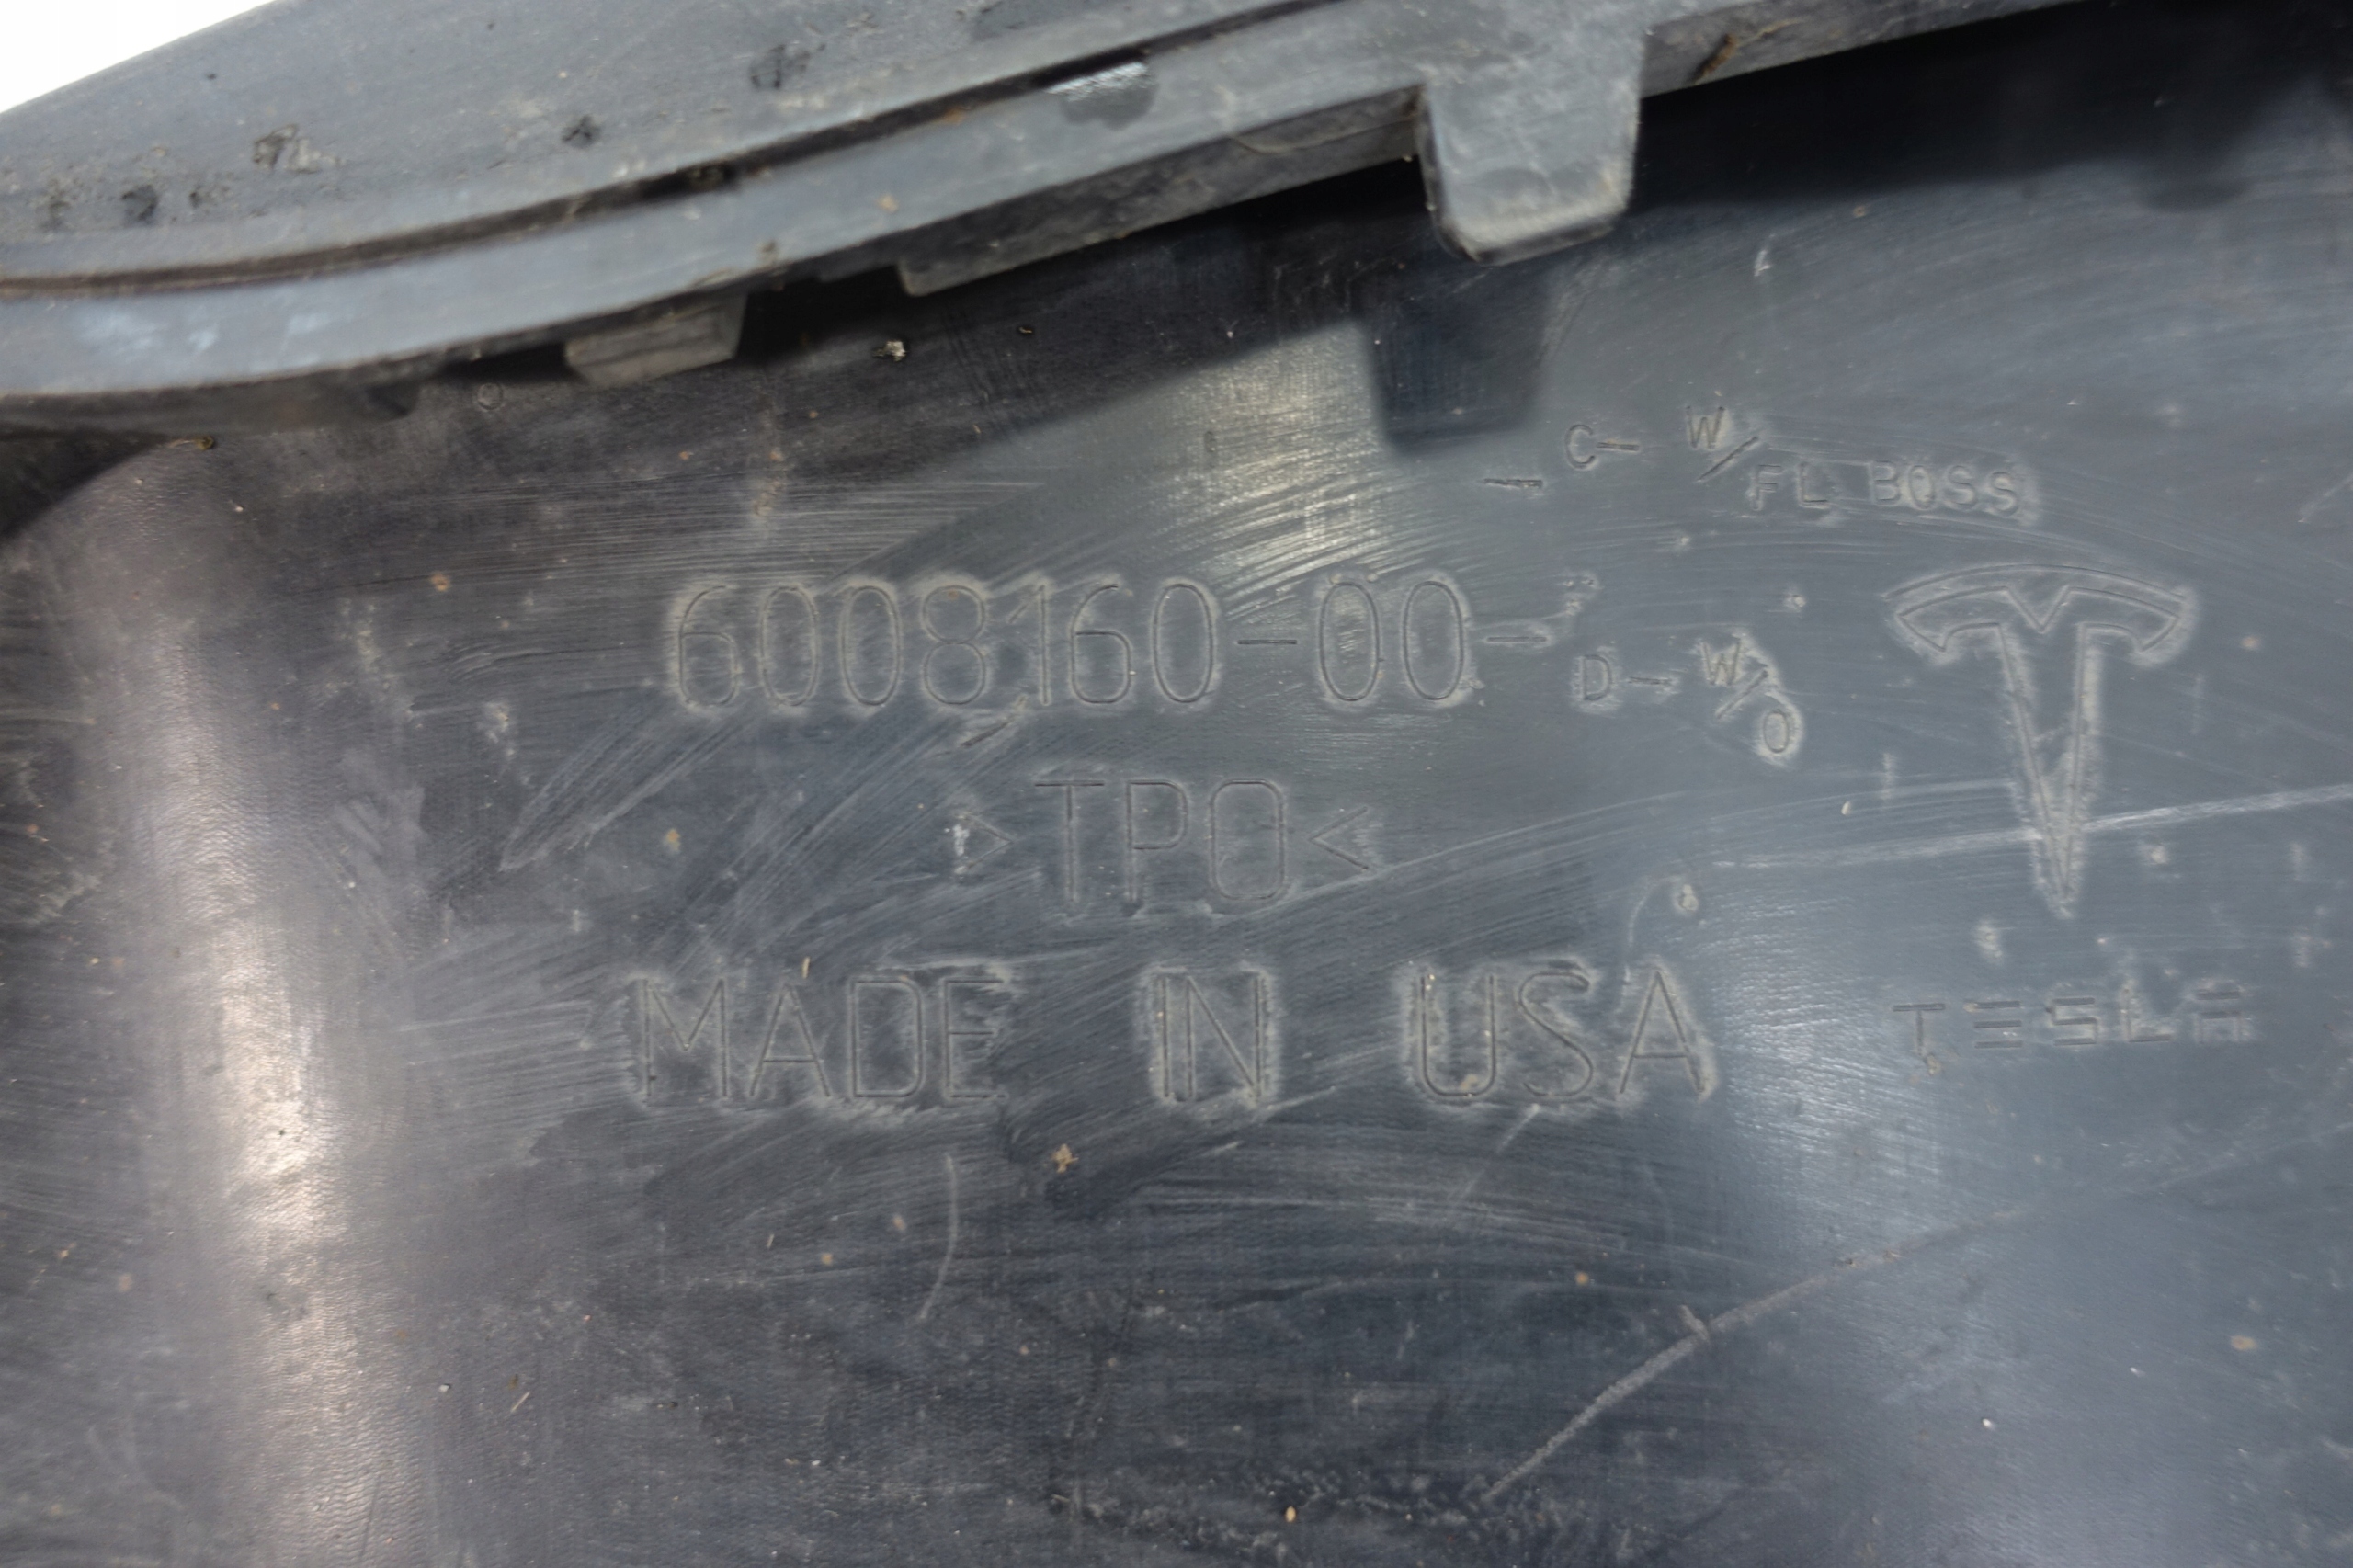 C- W/FL BOSS
6008160-00-
D- W/O
>TPO<
MADE IN USA
TESLA